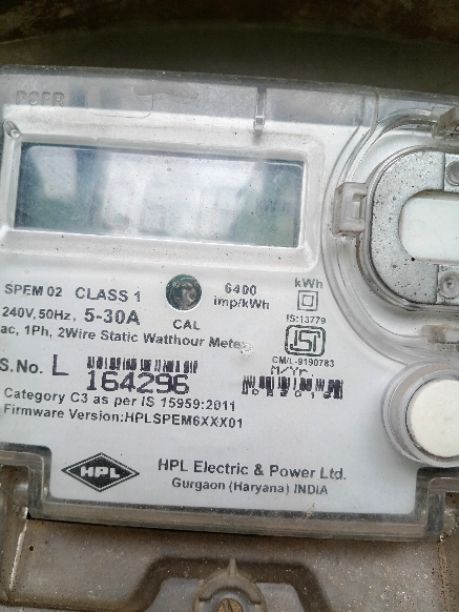 SPEM 02 CLASS 1
6400
imp/kWh
kWh
240V,50Hz, 5-30A
CAL
IS:13779
ac, 1Ph, 2Wire Static Watthour Meter
ISI
CM/L-9190783
M/Yr.
S.No. L 164296
Category C3 as per IS 15959:2011
Firmware Version:HPLSPEM6XXX01
HPL
HPL Electric & Power Ltd.
Gurgaon (Haryana) INDIA